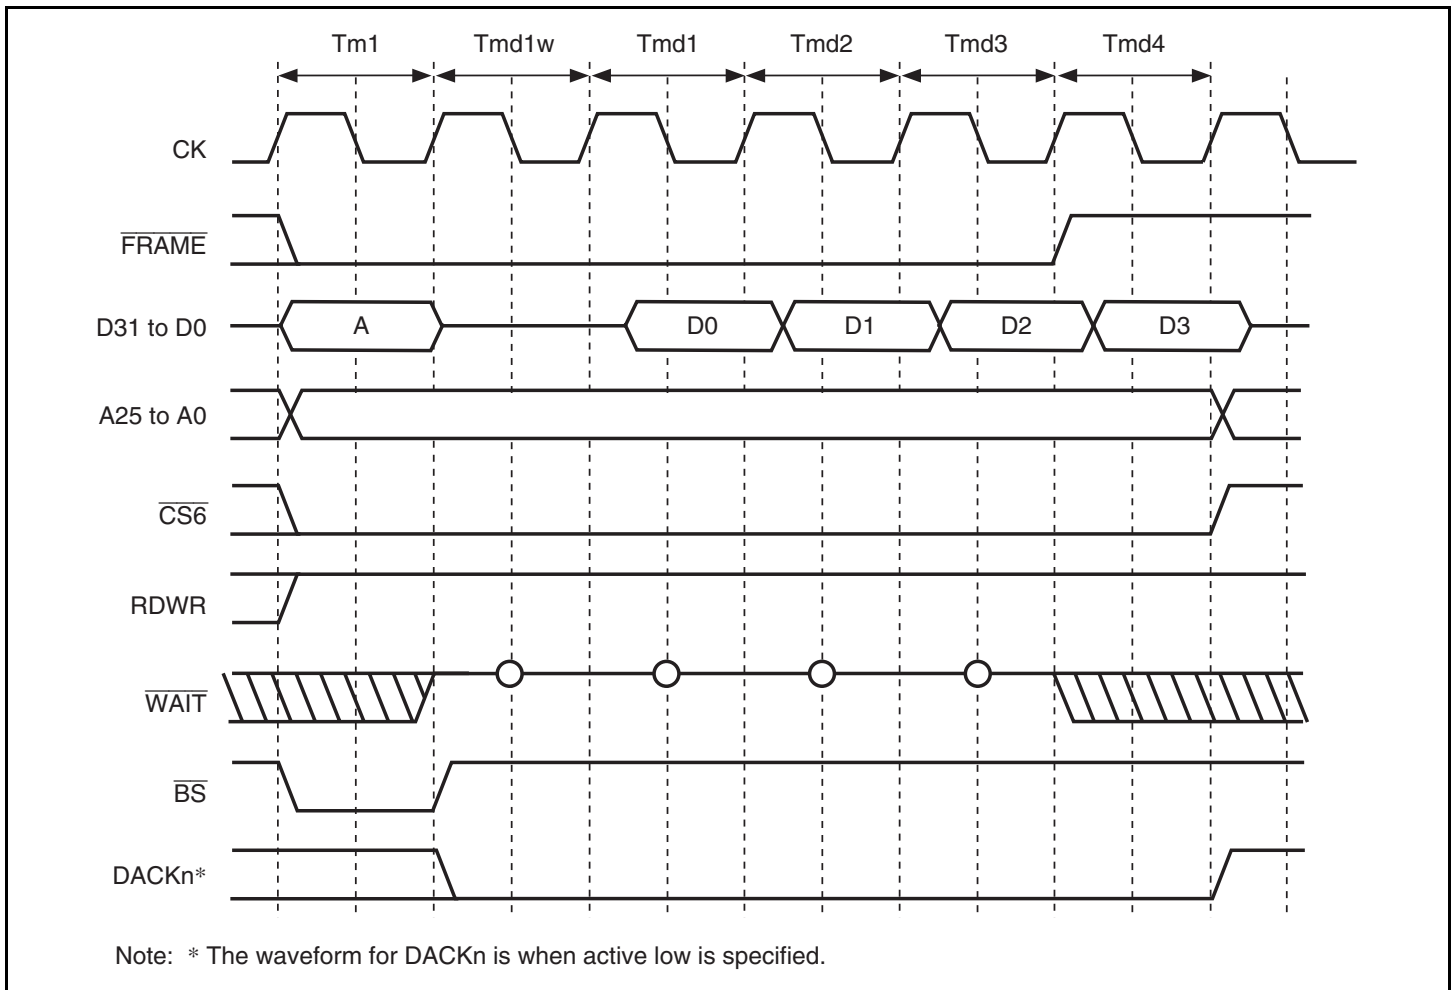 Tm1 Tmd1w Tmd1 Tmd2 Tmd3 Tmd4
CK
FRAME
D31 to D0 A D0 D1 D2 D3
A25 to A0
CS6
RDWR
WAIT
BS
DACKn*
Note: * The waveform for DACKn is when active low is specified.